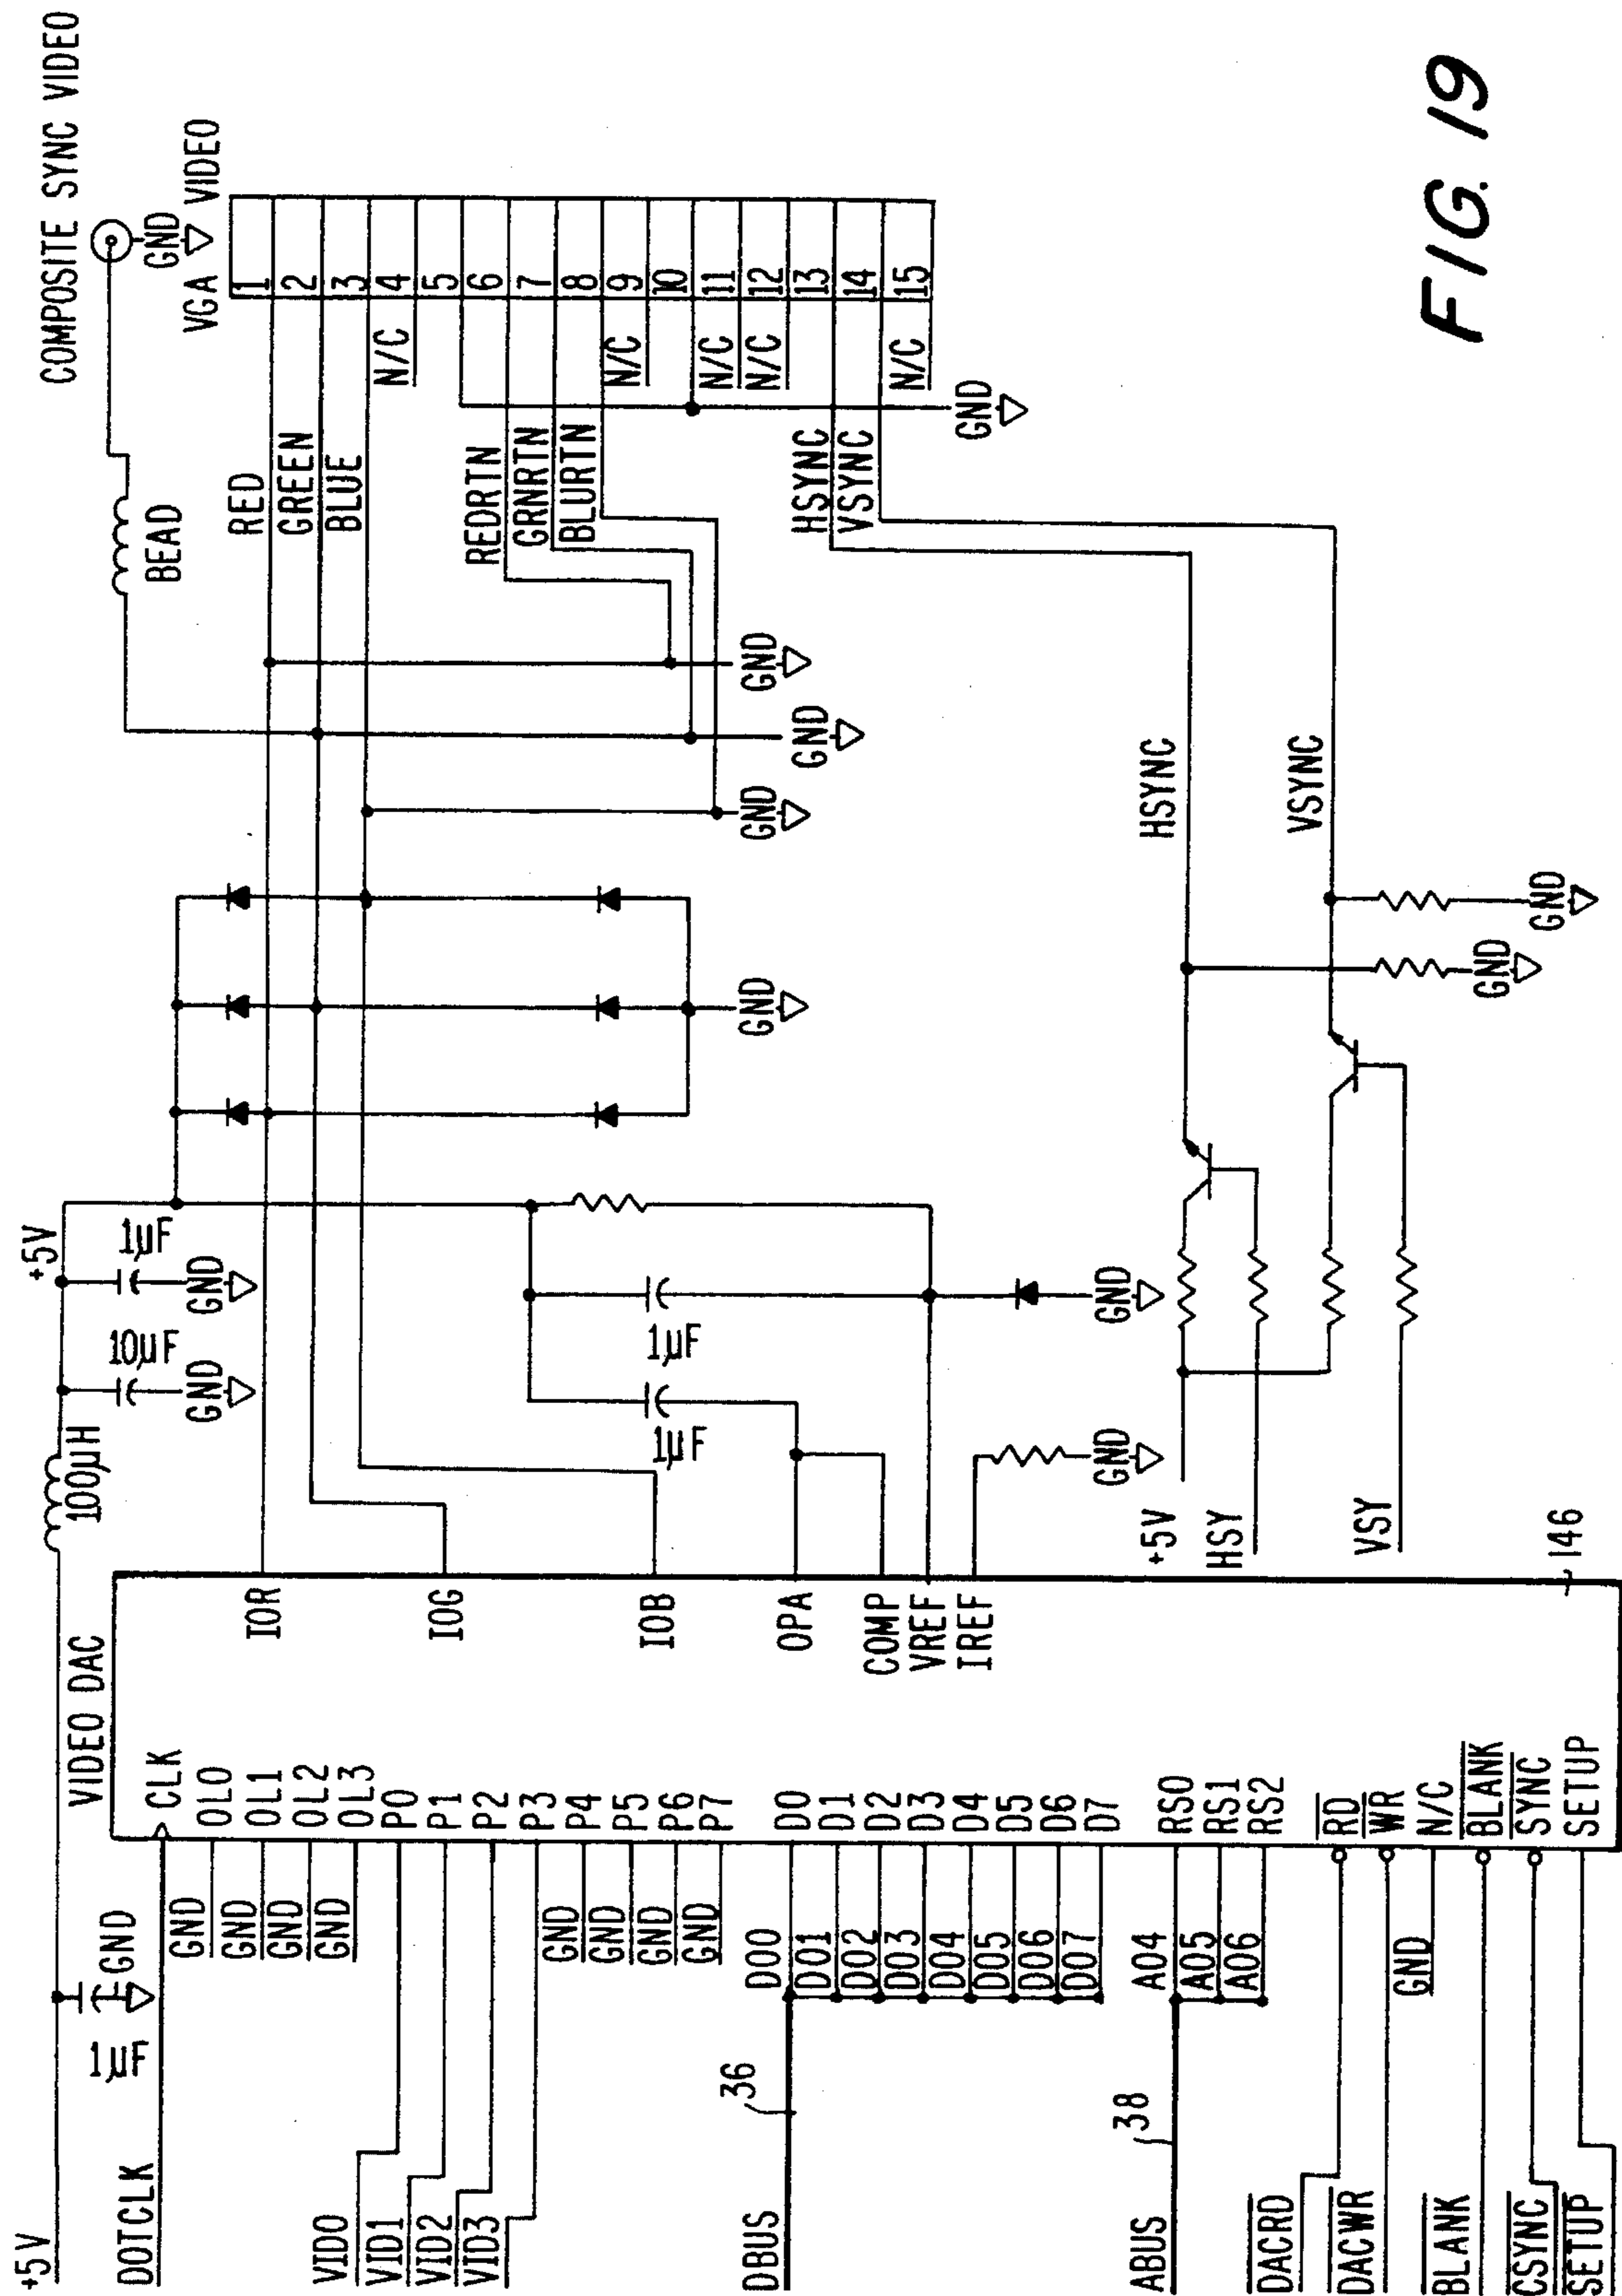 COMPOSITE SYNC VIDEO
+5V
1µF
GND
DOTCLK
100µH
10µF
GND
+5V
1µF
GND
BEAD
GND
VGA VIDEO
VIDEO DAC
CLK
GND OL0
GND OL1
GND OL2
GND OL3
VID0 P0
VID1 P1
VID2 P2
VID3 P3
GND P4
GND P5
GND P6
GND P7
DBUS
36
D00 D0
D01 D1
D02 D2
D03 D3
D04 D4
D05 D5
D06 D6
D07 D7
ABUS
38
A04 RS0
A05 RS1
A06 RS2
DACRD RD
DACWR WR
GND N/C
BLANK BLANK
CSYNC SYNC
SETUP SETUP
146
IOR
IOG
IOB
OPA
COMP
VREF
IREF
1µF
1µF
GND
GND
GND
GND
GND
GND
RED
GREEN
BLUE
N/C
REDRTN
GRNRTN
BLURTN
N/C
N/C
N/C
HSYNC
VSYNC
N/C
GND
1
2
3
4
5
6
7
8
9
10
11
12
13
14
15
+5V
HSY
VSY
HSYNC
VSYNC
GND
GND
FIG. 19